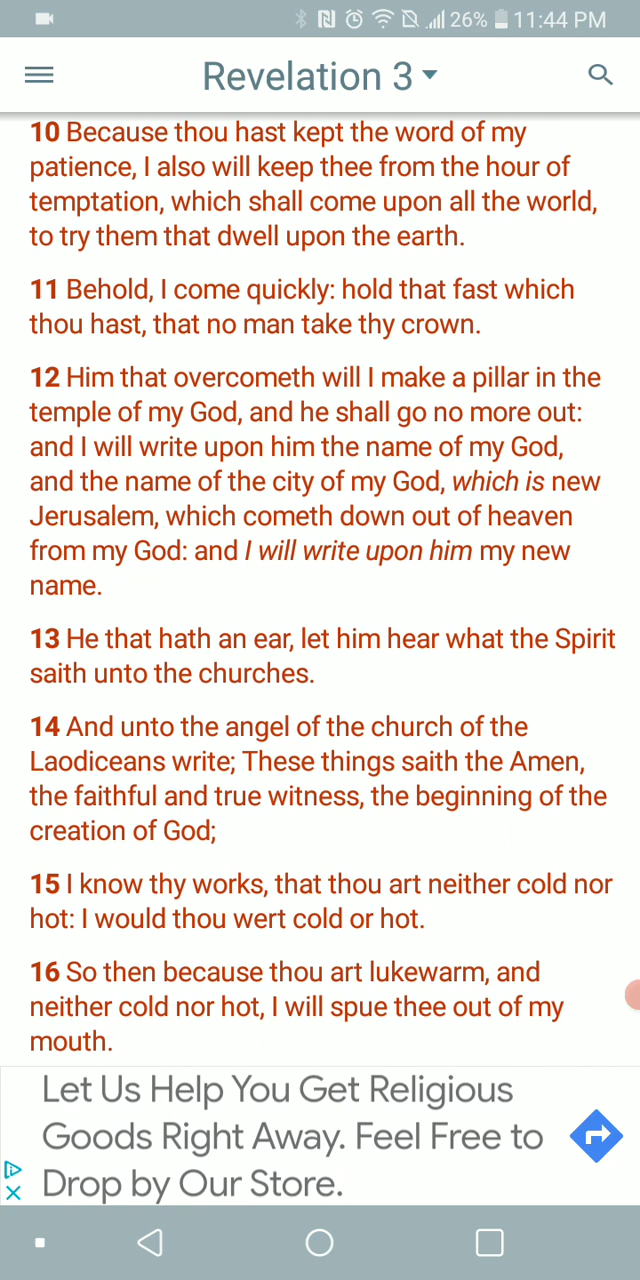 26% 11:44 PM
Revelation 3
10 Because thou hast kept the word of my
patience, I also will keep thee from the hour of
temptation, which shall come upon all the world,
to try them that dwell upon the earth.
11 Behold, I come quickly: hold that fast which
thou hast, that no man take thy crown.
12 Him that overcometh will I make a pillar in the
temple of my God, and he shall go no more out:
and I will write upon him the name of my God,
and the name of the city of my God, which is new
Jerusalem, which cometh down out of heaven
from my God: and I will write upon him my new
name.
13 He that hath an ear, let him hear what the Spirit
saith unto the churches.
14 And unto the angel of the church of the
Laodiceans write; These things saith the Amen,
the faithful and true witness, the beginning of the
creation of God;
15 I know thy works, that thou art neither cold nor
hot: I would thou wert cold or hot.
16 So then because thou art lukewarm, and
neither cold nor hot, I will spue thee out of my
mouth.
Let Us Help You Get Religious
Goods Right Away. Feel Free to
Drop by Our Store.